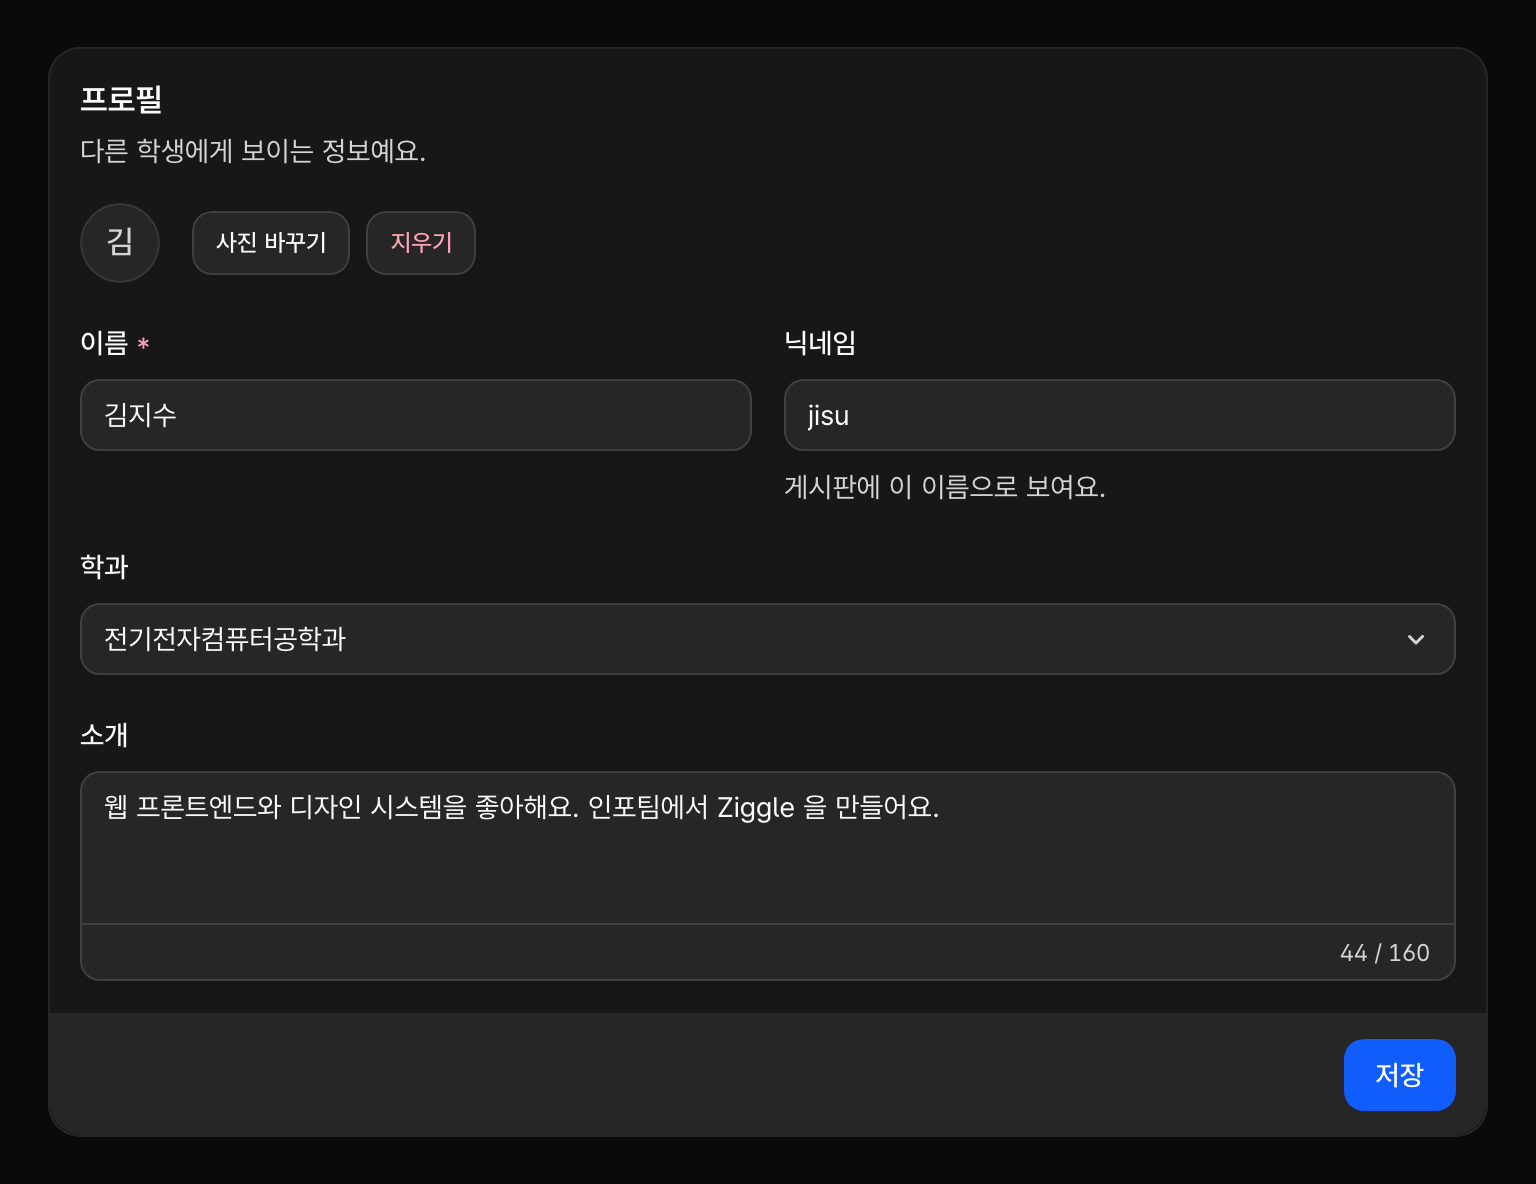 프로필
다른 학생에게 보이는 정보예요.
김
사진 바꾸기
지우기
이름 *
김지수
닉네임
jisu
게시판에 이 이름으로 보여요.
학과
전기전자컴퓨터공학과
소개
웹 프론트엔드와 디자인 시스템을 좋아해요. 인포팀에서 Ziggle 을 만들어요.
44 / 160
저장